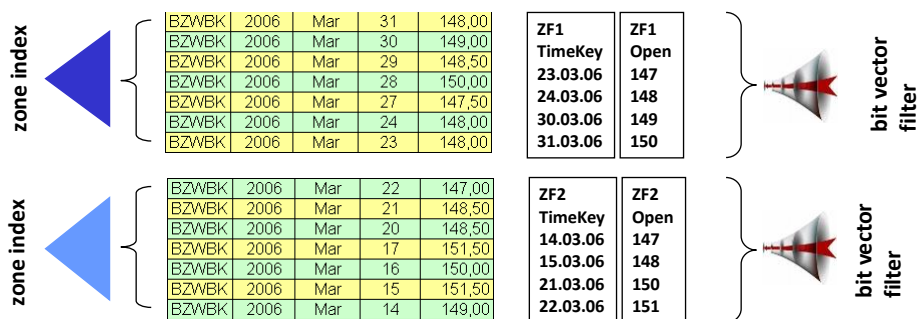 zone index
BZWBK 2006 Mar 31 148,00
BZWBK 2006 Mar 30 149,00
BZWBK 2006 Mar 29 148,50
BZWBK 2006 Mar 28 150,00
BZWBK 2006 Mar 27 147,50
BZWBK 2006 Mar 24 148,00
BZWBK 2006 Mar 23 148,00
ZF1 ZF1
TimeKey Open
23.03.06 147
24.03.06 148
30.03.06 149
31.03.06 150
bit vector
filter
zone index
BZWBK 2006 Mar 22 147,00
BZWBK 2006 Mar 21 148,50
BZWBK 2006 Mar 20 148,50
BZWBK 2006 Mar 17 151,50
BZWBK 2006 Mar 16 150,00
BZWBK 2006 Mar 15 151,50
BZWBK 2006 Mar 14 149,00
ZF2 ZF2
TimeKey Open
14.03.06 147
15.03.06 148
21.03.06 150
22.03.06 151
bit vector
filter